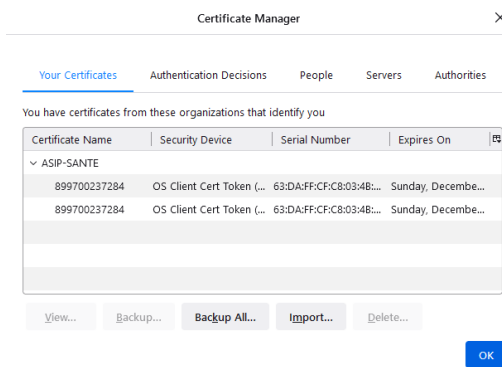 Certificate Manager
Your Certificates Authentication Decisions People Servers Authorities
You have certificates from these organizations that identify you
Certificate Name Security Device Serial Number Expires On
ASIP-SANTE
899700237284 OS Client Cert Token (... 63:DA:FF:CF:C8:03:4B:... Sunday, Decembe...
899700237284 OS Client Cert Token (... 63:DA:FF:CF:C8:03:4B:... Sunday, Decembe...
View... Backup... Backup All... Import... Delete...
OK